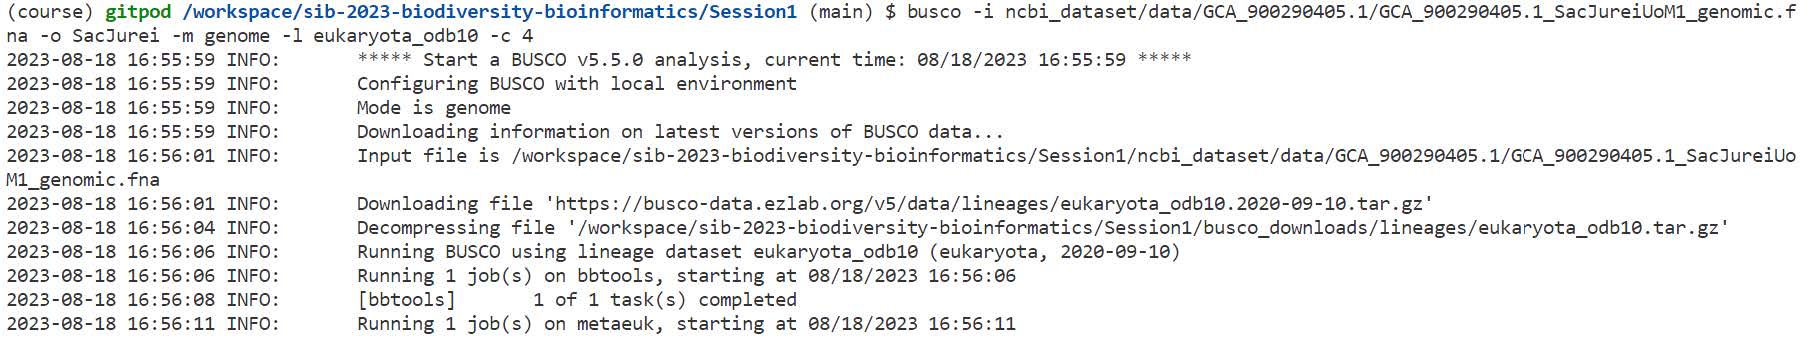 (course) gitpod /workspace/sib-2023-biodiversity-bioinformatics/Session1 (main) $ busco -i ncbi_dataset/data/GCA_900290405.1/GCA_900290405.1_SacJureiUoM1_genomic.f
na -o SacJurei -m genome -l eukaryota_odb10 -c 4
2023-08-18 16:55:59 INFO:	***** Start a BUSCO v5.5.0 analysis, current time: 08/18/2023 16:55:59 *****
2023-08-18 16:55:59 INFO:	Configuring BUSCO with local environment
2023-08-18 16:55:59 INFO:	Mode is genome
2023-08-18 16:55:59 INFO:	Downloading information on latest versions of BUSCO data...
2023-08-18 16:56:01 INFO:	Input file is /workspace/sib-2023-biodiversity-bioinformatics/Session1/ncbi_dataset/data/GCA_900290405.1/GCA_900290405.1_SacJureiUo
M1_genomic.fna
2023-08-18 16:56:01 INFO:	Downloading file 'https://busco-data.ezlab.org/v5/data/lineages/eukaryota_odb10.2020-09-10.tar.gz'
2023-08-18 16:56:04 INFO:	Decompressing file '/workspace/sib-2023-biodiversity-bioinformatics/Session1/busco_downloads/lineages/eukaryota_odb10.tar.gz'
2023-08-18 16:56:06 INFO:	Running BUSCO using lineage dataset eukaryota_odb10 (eukaryota, 2020-09-10)
2023-08-18 16:56:06 INFO:	Running 1 job(s) on bbtools, starting at 08/18/2023 16:56:06
2023-08-18 16:56:08 INFO:	[bbtools]	1 of 1 task(s) completed
2023-08-18 16:56:11 INFO:	Running 1 job(s) on metaeuk, starting at 08/18/2023 16:56:11